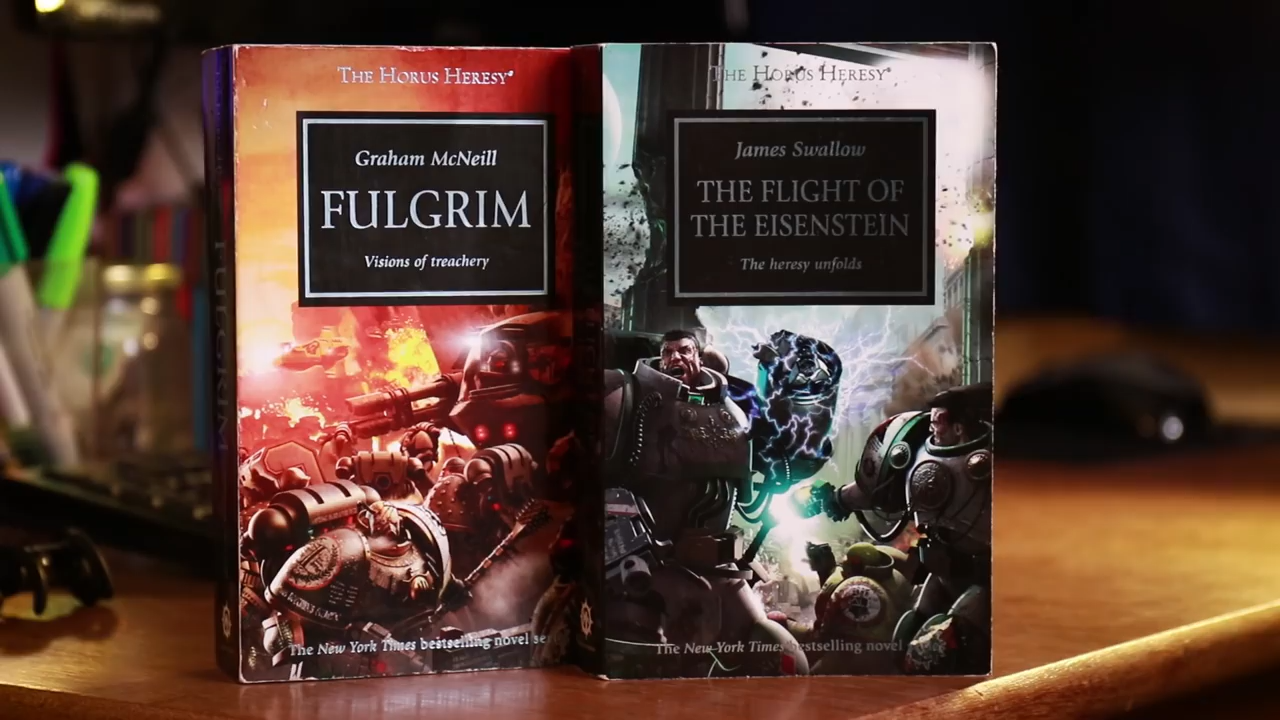 THE HORUS HERESY®
Graham McNeill
FULGRIM
Visions of treachery
The New York Times bestselling novel se
FULGRIM
THE HORUS HERESY®
James Swallow
THE FLIGHT OF
THE EISENSTEIN
The heresy unfolds
The New York Times bestselling novel